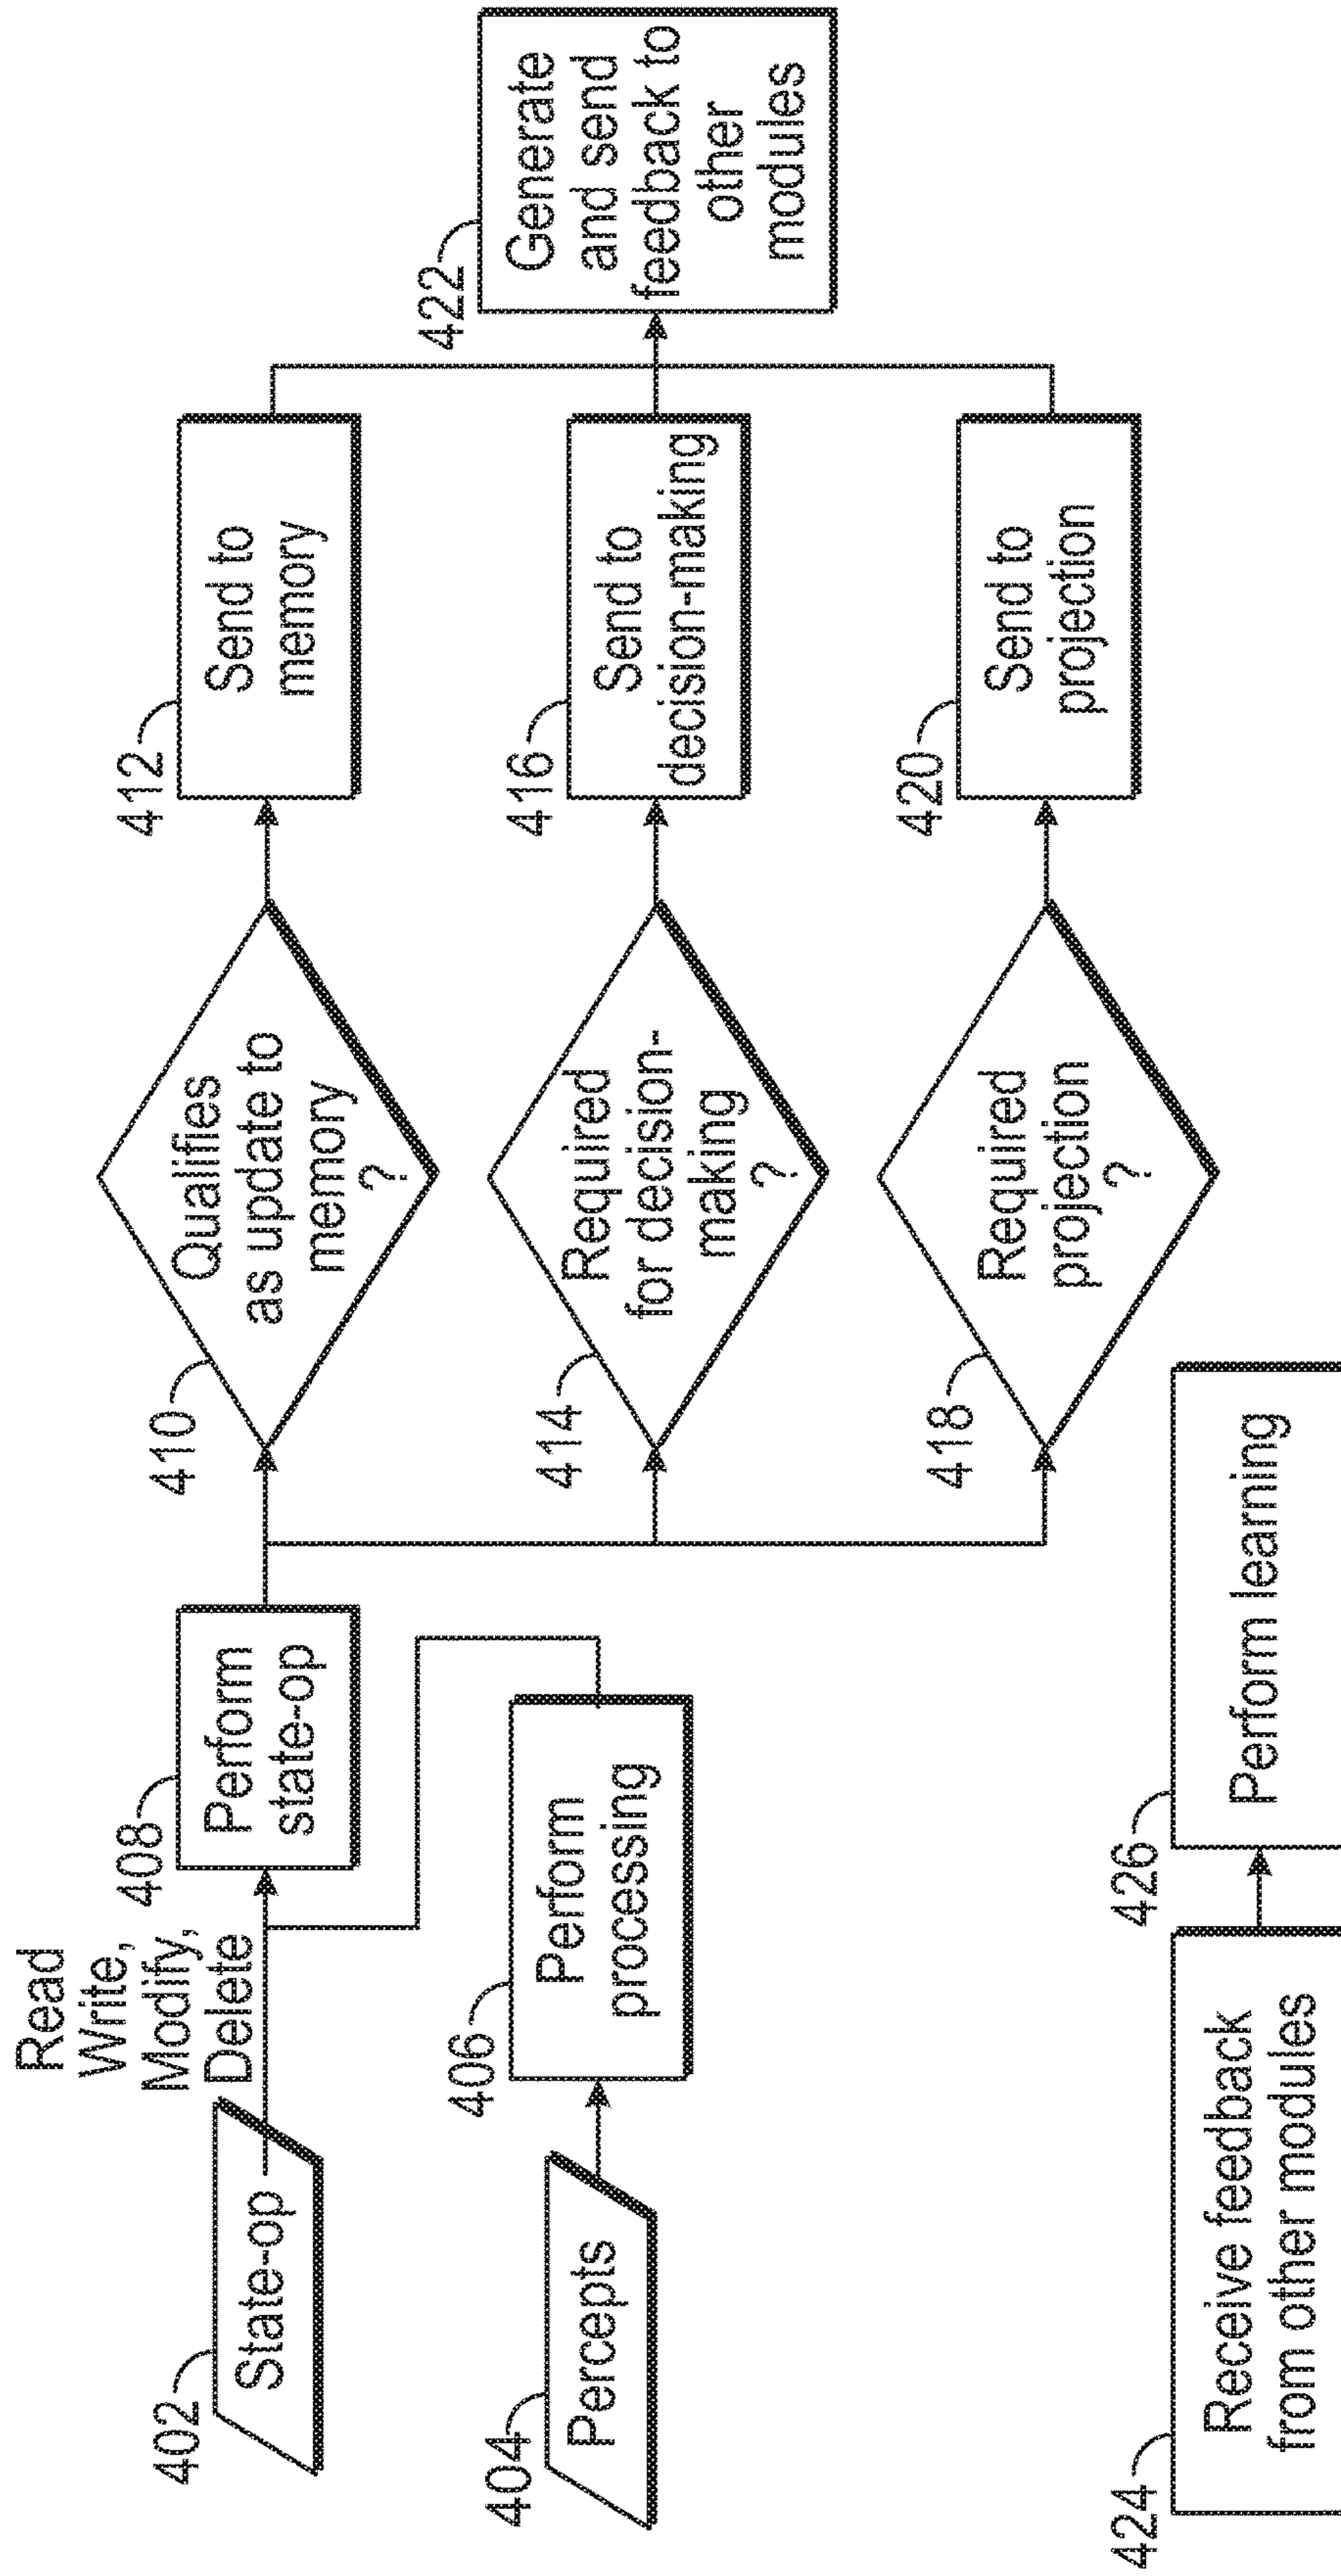 402
State-op
Read
Write,
Modify,
Delete
408
Perform
state-op
410
Qualifies
as update to
memory
?
412
Send to
memory
404
Percepts
406
Perform
processing
414
Required
for decision-
making
?
416
Send to
decision-making
422
Generate
and send
feedback to
other
modules
418
Required
projection
?
420
Send to
projection
424
Receive feedback
from other modules
426
Perform learning